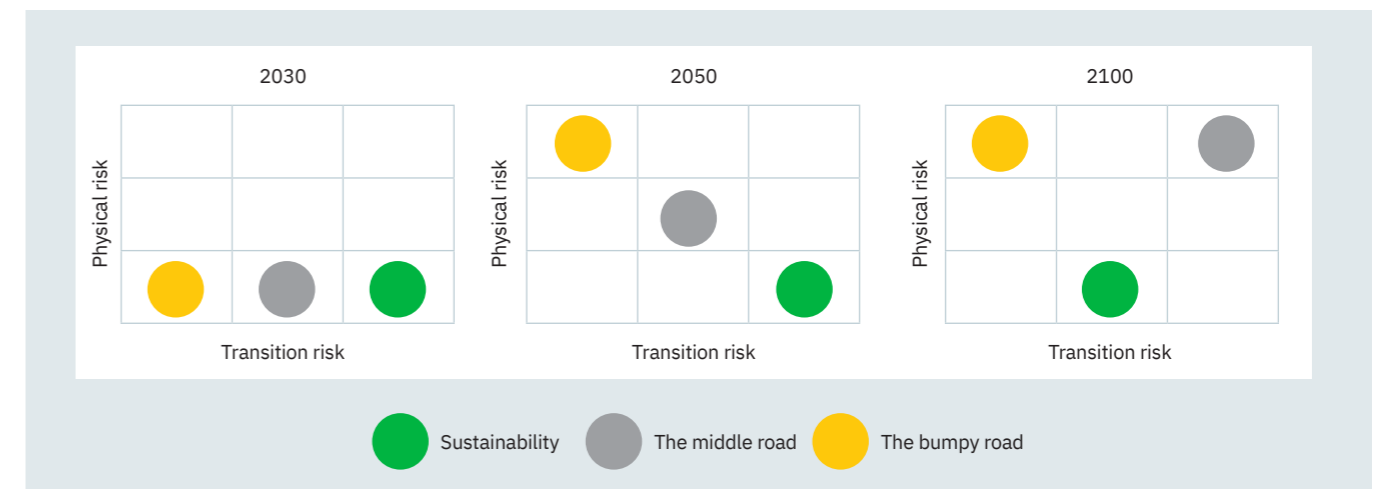 2030
2050
2100
Physical risk
Physical risk
Physical risk
Transition risk
Transition risk
Transition risk
Sustainability
The middle road
The bumpy road